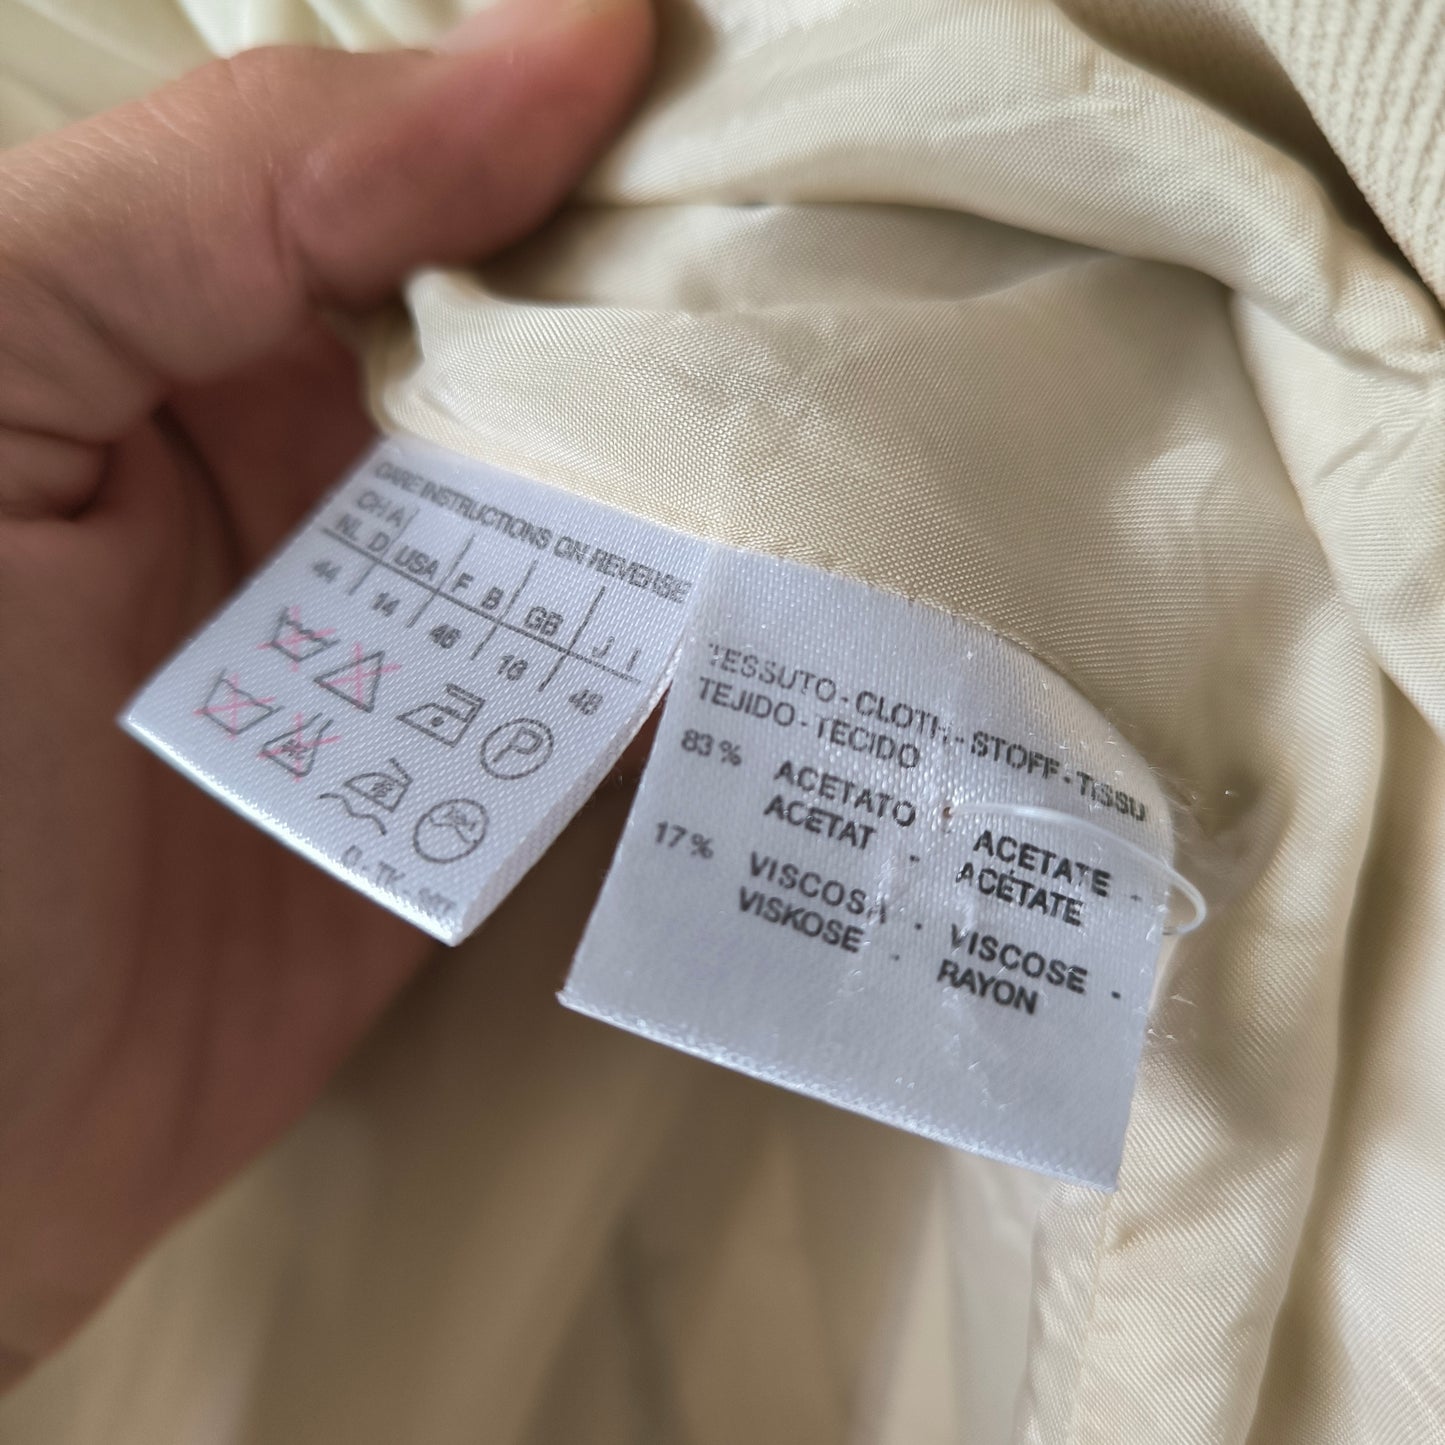 CARE INSTRUCTIONS ON REVERSE
CH A
NL D USA F B GB J I
44 14 46 16 48
P
TESSUTO - CLOTH - STOFF - TISSU
TEJIDO - TECIDO
83% ACETATO - ACETATE -
ACETAT - ACÉTATE
17% VISCOSA - VISCOSE -
VISKOSE - RAYON